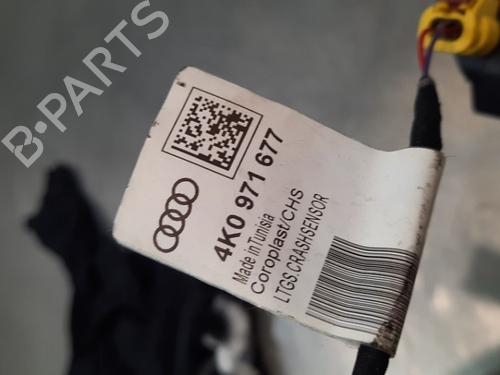 B-PARTS
4K0 971 677
Made in Tunisia
Coroplast/CHS
LTGS.CRASHSENSOR